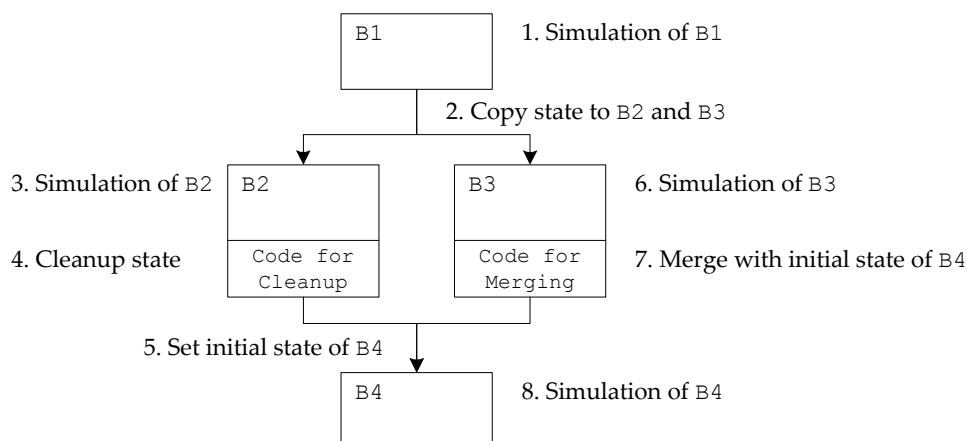 B1
1. Simulation of B1
2. Copy state to B2 and B3
3. Simulation of B2
B2
B3
6. Simulation of B3
4. Cleanup state
Code for
Cleanup
Code for
Merging
7. Merge with initial state of B4
5. Set initial state of B4
B4
8. Simulation of B4